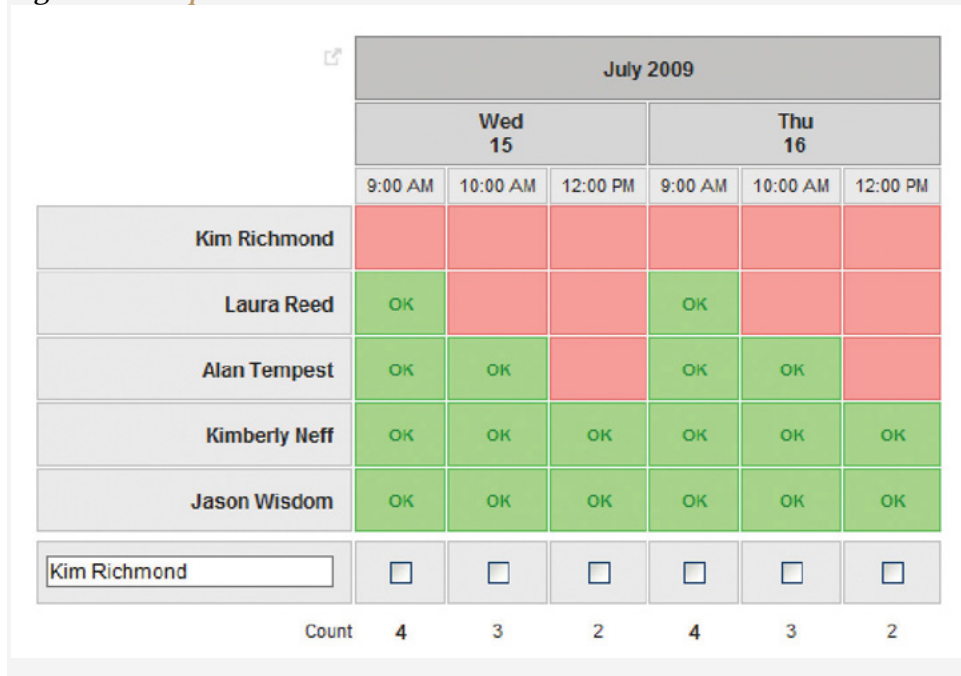 July 2009
Wed Thu
15 16
9:00 AM 10:00 AM 12:00 PM 9:00 AM 10:00 AM 12:00 PM
Kim Richmond
Laura Reed OK OK
Alan Tempest OK OK OK OK
Kimberly Neff OK OK OK OK OK OK
Jason Wisdom OK OK OK OK OK OK
Kim Richmond
Count 4 3 2 4 3 2